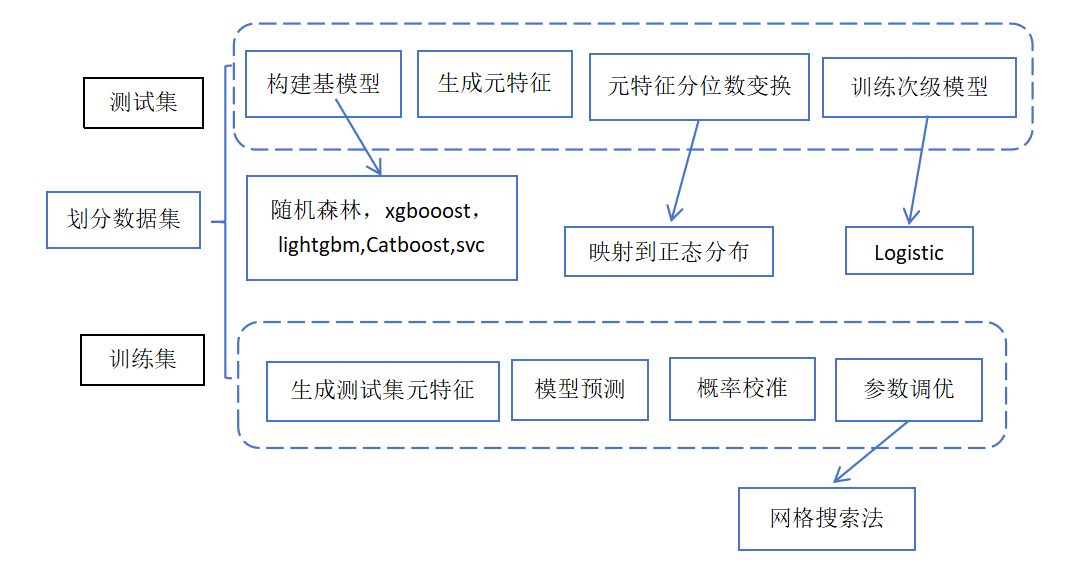 测试集
构建基模型
生成元特征
元特征分位数变换
训练次级模型
划分数据集
随机森林，xgbooost，
lightgbm,Catboost,svc
映射到正态分布
Logistic
训练集
生成测试集元特征
模型预测
概率校准
参数调优
网格搜索法